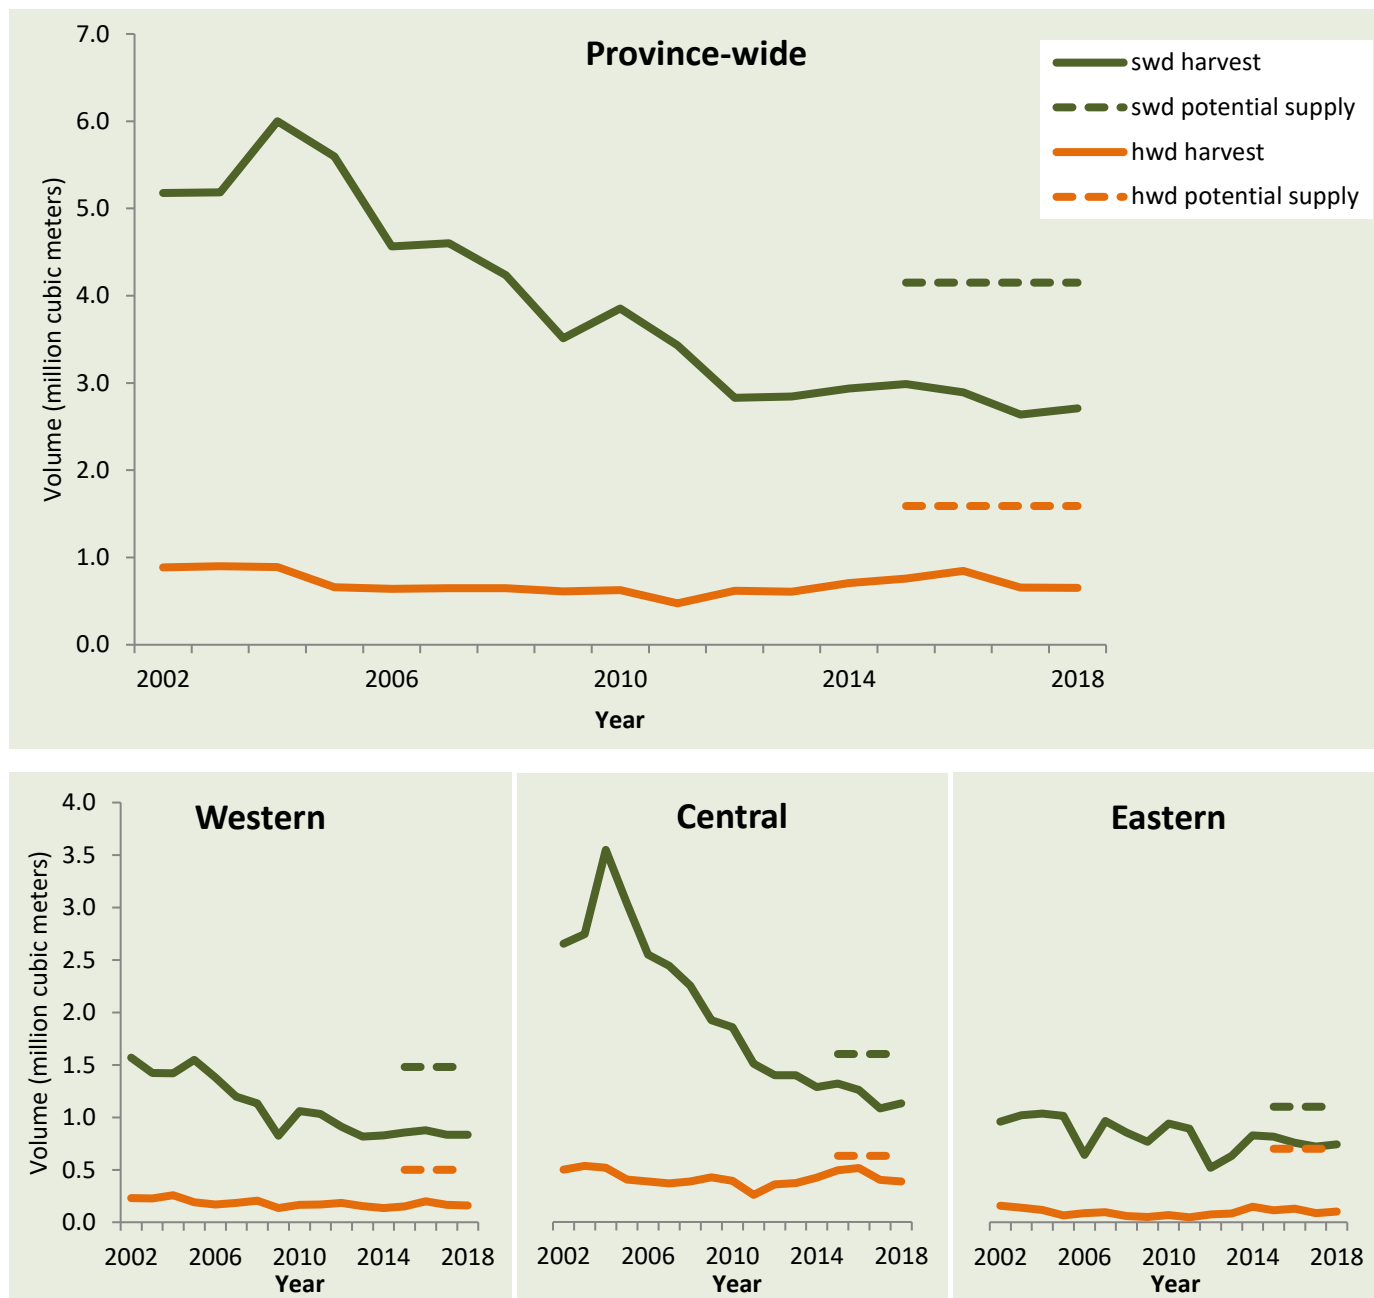 Province-wide
swd harvest
swd potential supply
hwd harvest
hwd potential supply
Volume (million cubic meters)
7.0
6.0
5.0
4.0
3.0
2.0
1.0
0.0
2002 2006 2010 2014 2018
Year
Western
Volume (million cubic meters)
4.0
3.5
3.0
2.5
2.0
1.5
1.0
0.5
0.0
2002 2006 2010 2014 2018
Year
Central
2002 2006 2010 2014 2018
Year
Eastern
2002 2006 2010 2014 2018
Year